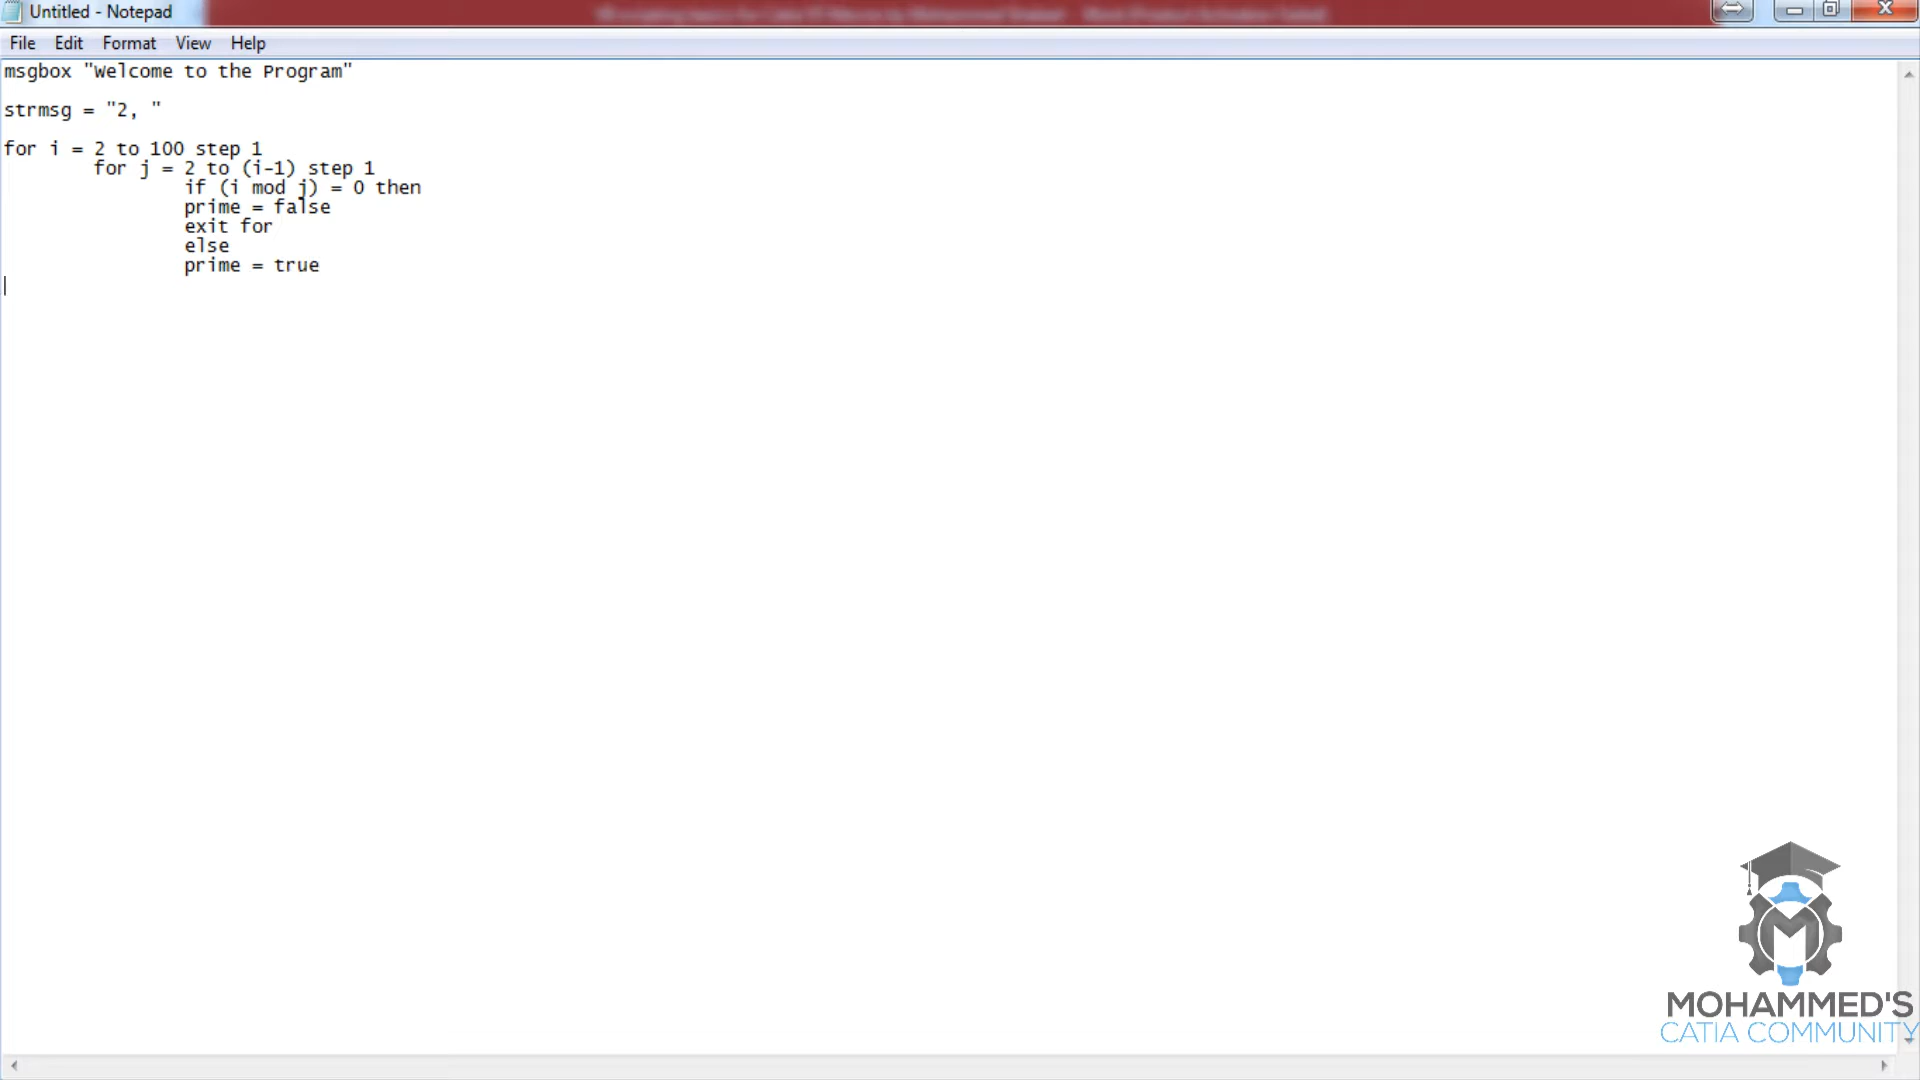 Untitled - Notepad
File Edit Format View Help
msgbox "Welcome to the Program"
strmsg = "2, "
for i = 2 to 100 step 1
for j = 2 to (i-1) step 1
if (i mod j) = 0 then
prime = false
exit for
else
prime = true
MOHAMMED'S
CATIA COMMUNITY